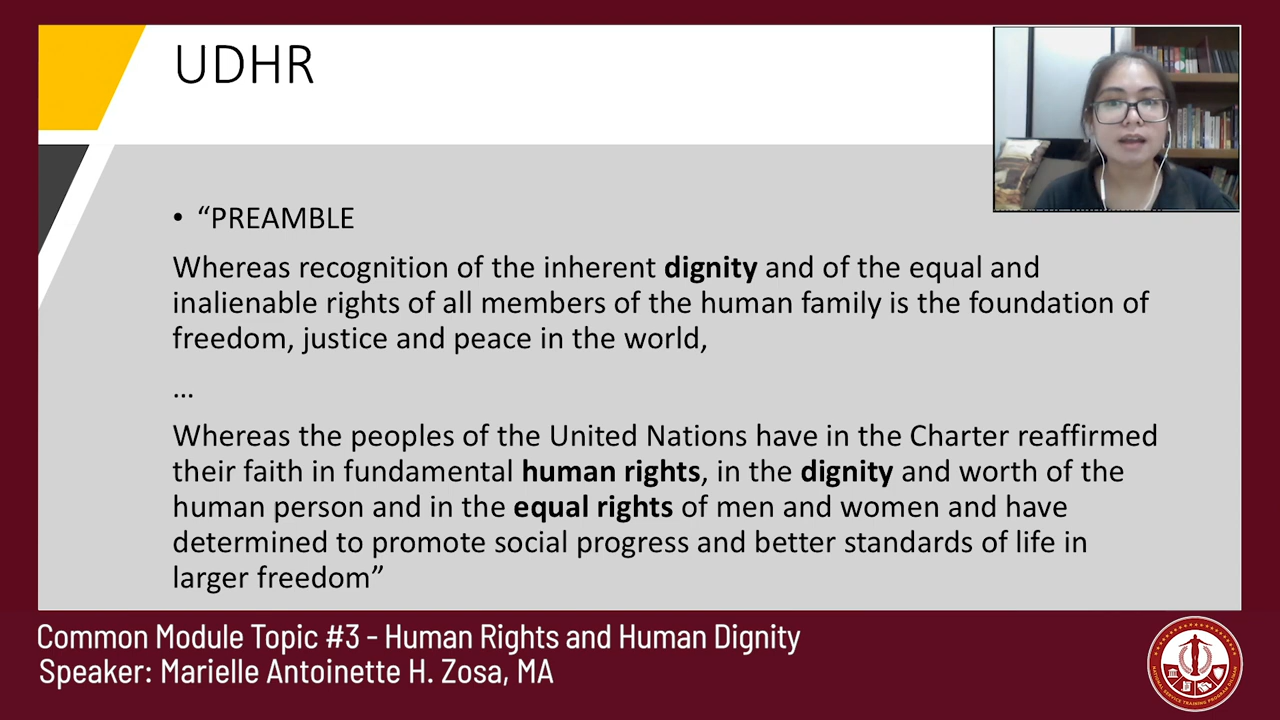 UDHR
• “PREAMBLE
Whereas recognition of the inherent dignity and of the equal and
inalienable rights of all members of the human family is the foundation of
freedom, justice and peace in the world,
...
Whereas the peoples of the United Nations have in the Charter reaffirmed
their faith in fundamental human rights, in the dignity and worth of the
human person and in the equal rights of men and women and have
determined to promote social progress and better standards of life in
larger freedom”
Common Module Topic #3 - Human Rights and Human Dignity
Speaker: Marielle Antoinette H. Zosa, MA
NATIONAL SERVICE TRAINING PROGRAM DILIMAN